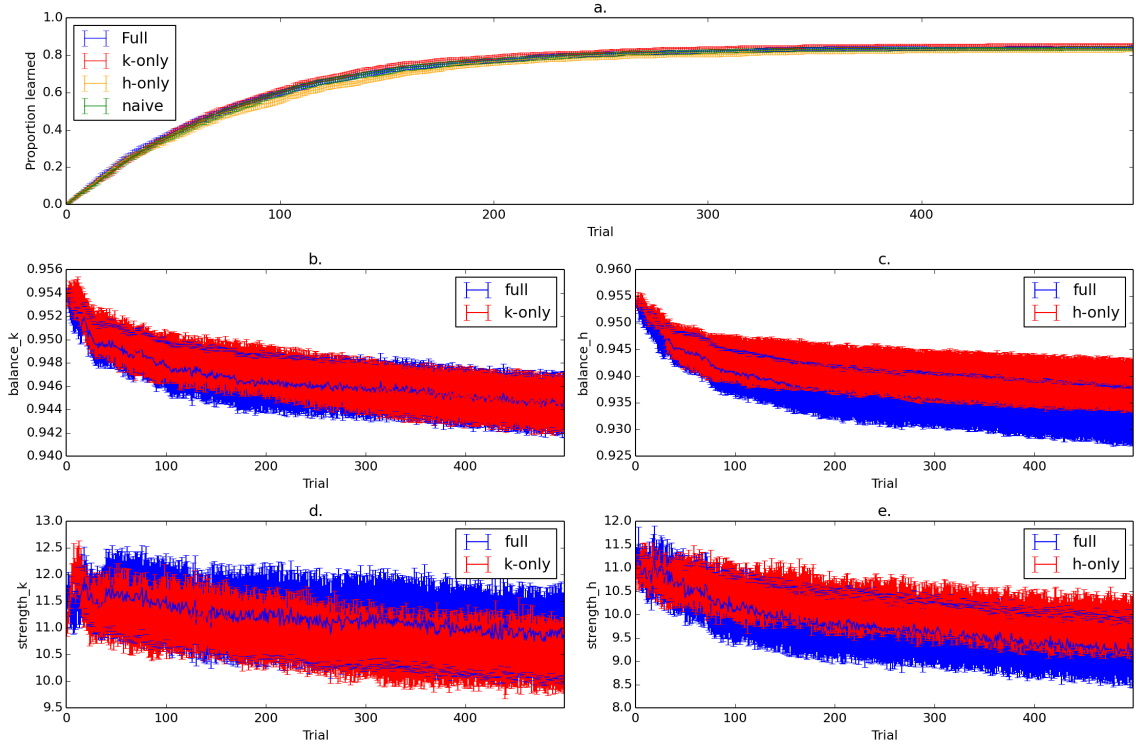 a.
1.0
0.8
0.6
0.4
0.2
0.0
Proportion learned
Full
k-only
h-only
naive
0 100 200 300 400
Trial
b.
0.956
0.954
0.952
0.950
0.948
0.946
0.944
0.942
0.940
balance_k
full
k-only
0 100 200 300 400
Trial
c.
0.960
0.955
0.950
0.945
0.940
0.935
0.930
0.925
balance_h
full
h-only
0 100 200 300 400
Trial
d.
13.0
12.5
12.0
11.5
11.0
10.5
10.0
9.5
strength_k
full
k-only
0 100 200 300 400
Trial
e.
12.0
11.5
11.0
10.5
10.0
9.5
9.0
8.5
8.0
strength_h
full
h-only
0 100 200 300 400
Trial